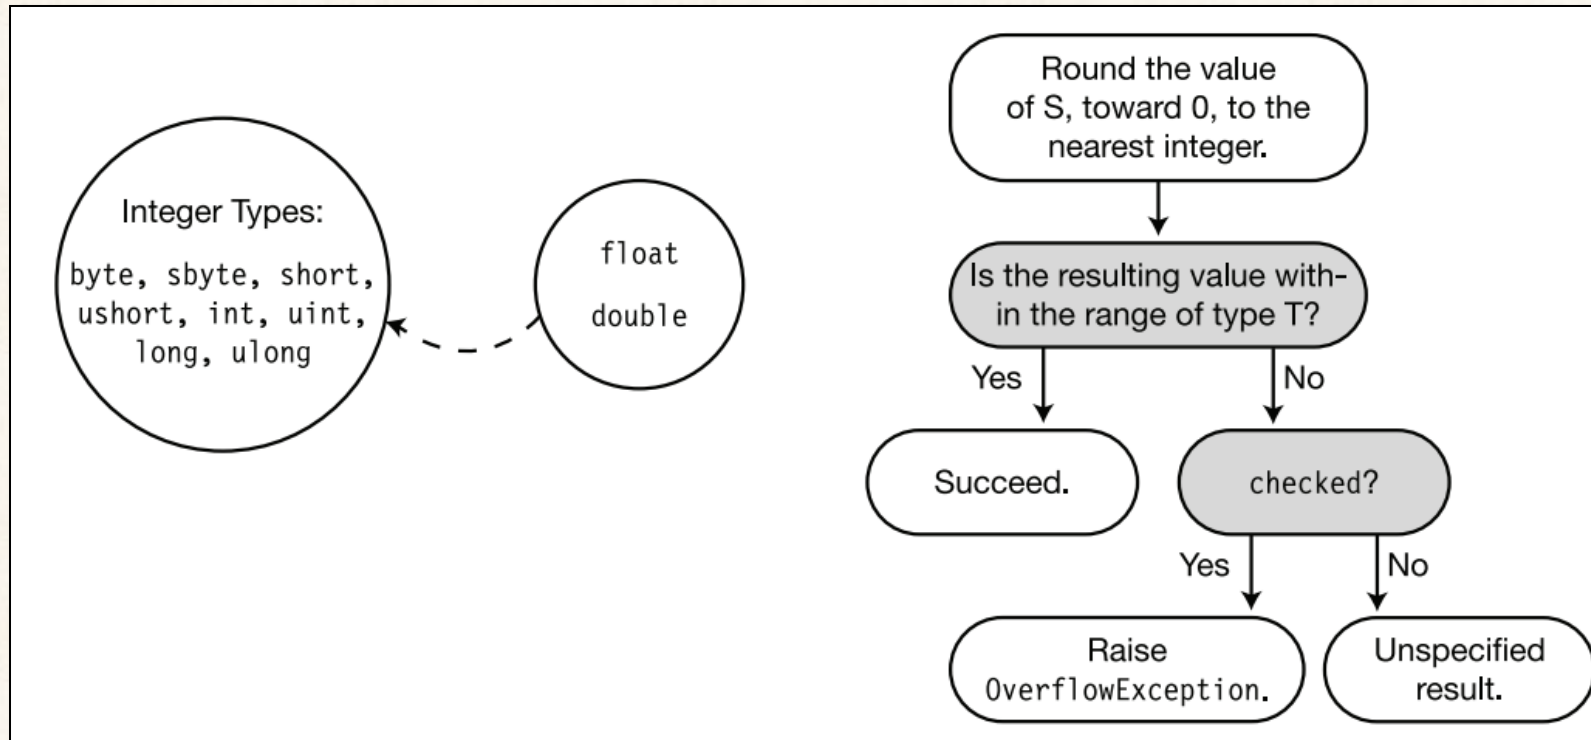 Integer Types:
byte, sbyte, short,
ushort, int, uint,
long, ulong
float
double
Round the value
of S, toward 0, to the
nearest integer.
Is the resulting value with-
in the range of type T?
Yes
No
Succeed.
checked?
Yes
No
Raise
OverflowException.
Unspecified
result.